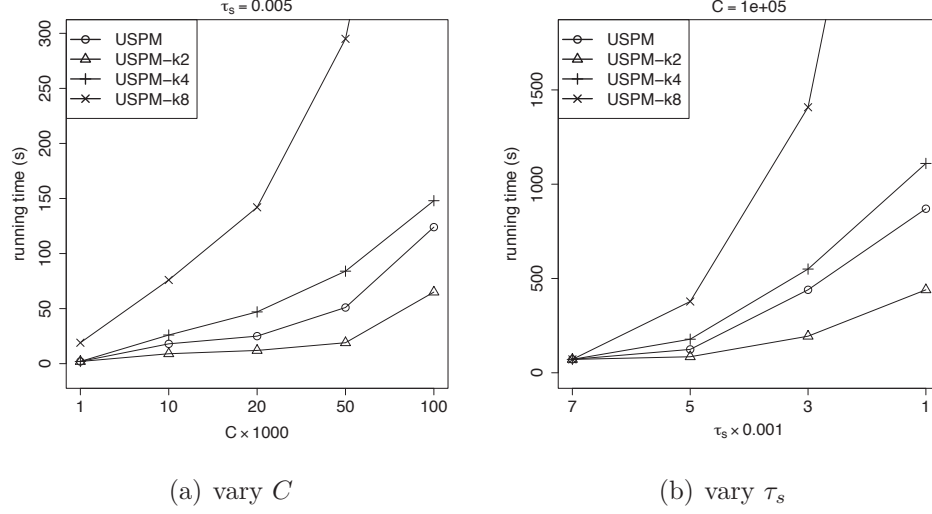 τs = 0.005
USPM
USPM−k2
USPM−k4
USPM−k8
running time (s)
300
250
200
150
100
50
0
1 10 20 50 100
C × 1000
(a) vary C
C = 1e+05
USPM
USPM−k2
USPM−k4
USPM−k8
running time (s)
1500
1000
500
0
7 5 3 1
τs × 0.001
(b) vary τs